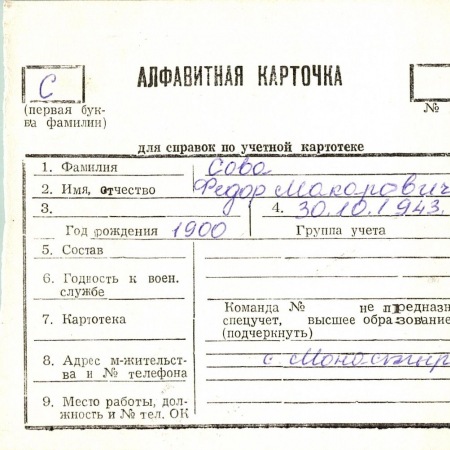 С
АЛФАВИТНАЯ КАРТОЧКА
(первая бук-
ва фамилии)
№
для справок по учетной картотеке
1. Фамилия Сова
2. Имя, отчество Федор Макарович
3. 4. 30.10.1943.
Год рождения 1900 Группа учета
5. Состав
6. Годность к воен.
службе
7. Картотека
Команда № не предназн
спецучет, высшее образование
(подчеркнуть)
8. Адрес м-жительст-
ва и № телефона
с. Монастыр
9. Место работы, дол-
жность и № тел. ОК